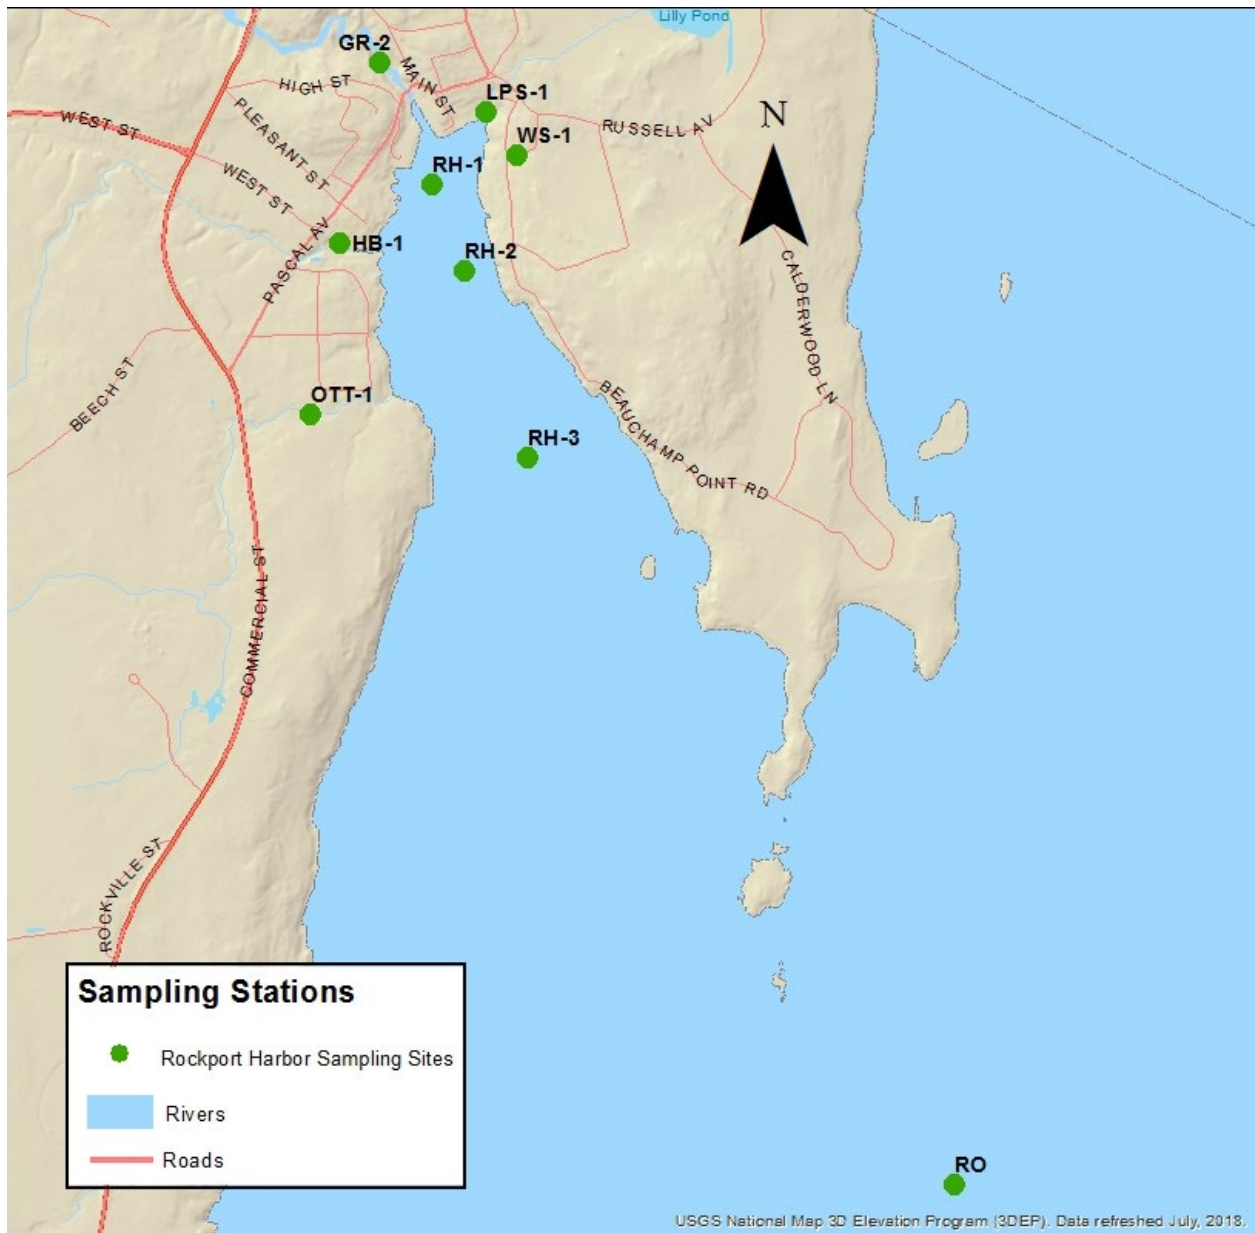 Lilly Pond
GR-2
MAIN ST
HIGH ST
LPS-1
PLEASANT ST
WEST ST
RUSSELL AV
N
WS-1
RH-1
WEST ST
HB-1
RH-2
PASCAL AV
CALDERWOOD LN
BEECH ST
OTT-1
BEAUCHAMP POINT RD
RH-3
COMMERCIAL ST
ROCKVILLE ST
Sampling Stations
Rockport Harbor Sampling Sites
Rivers
Roads
RO
USGS National Map 3D Elevation Program (3DEP). Data refreshed July, 2018.